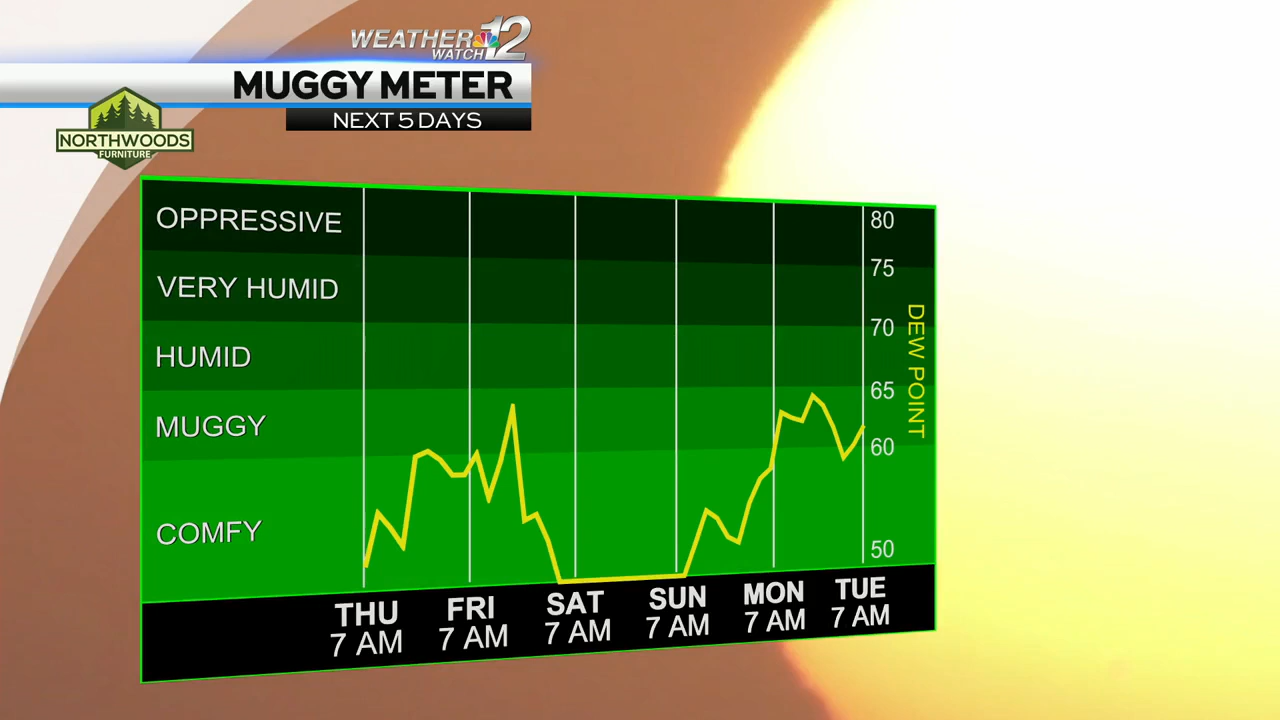 WEATHER 12
WATCH
MUGGY METER
NEXT 5 DAYS
NORTHWOODS
FURNITURE
OPPRESSIVE
VERY HUMID
HUMID
MUGGY
COMFY
80
75
70
65
60
50
DEW POINT
THU FRI SAT SUN MON TUE
7 AM 7 AM 7 AM 7 AM 7 AM 7 AM